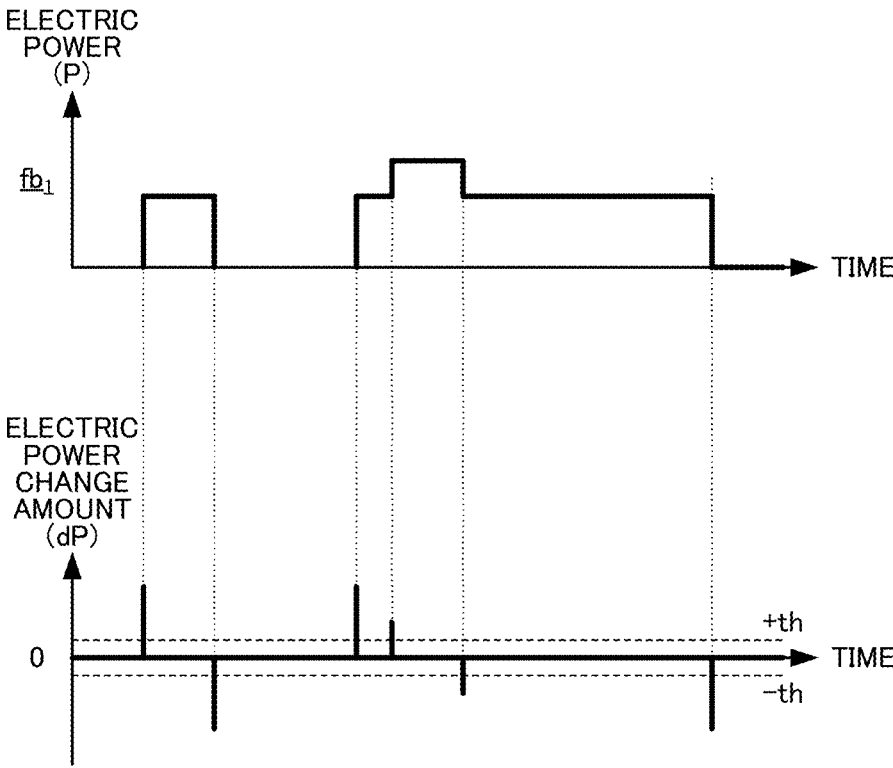 ELECTRIC
POWER
(P)
fb1
TIME
ELECTRIC
POWER
CHANGE
AMOUNT
(dP)
+th
0
TIME
-th